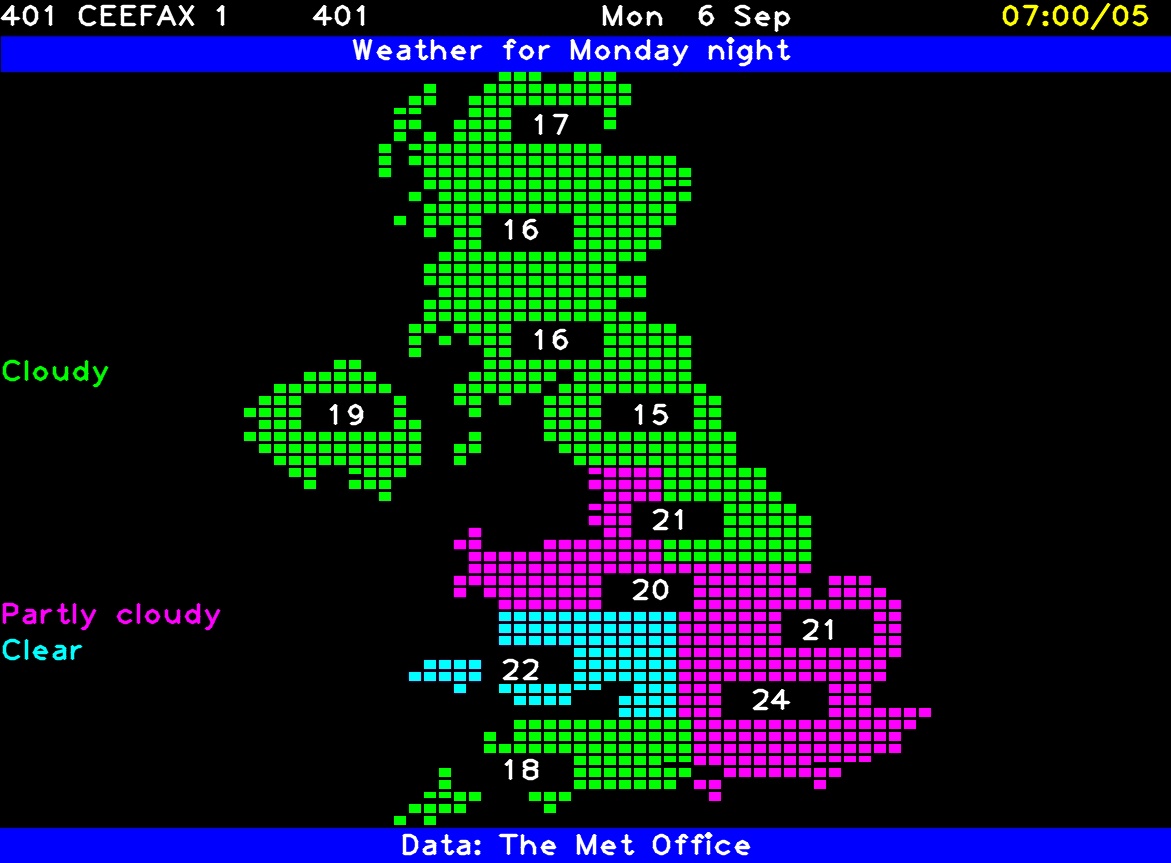 401 CEEFAX 1 401 Mon 6 Sep 07:00/05
Weather for Monday night
17
16
16
Cloudy
19 15
21
20
Partly cloudy
21
Clear
22
24
18
Data: The Met Office